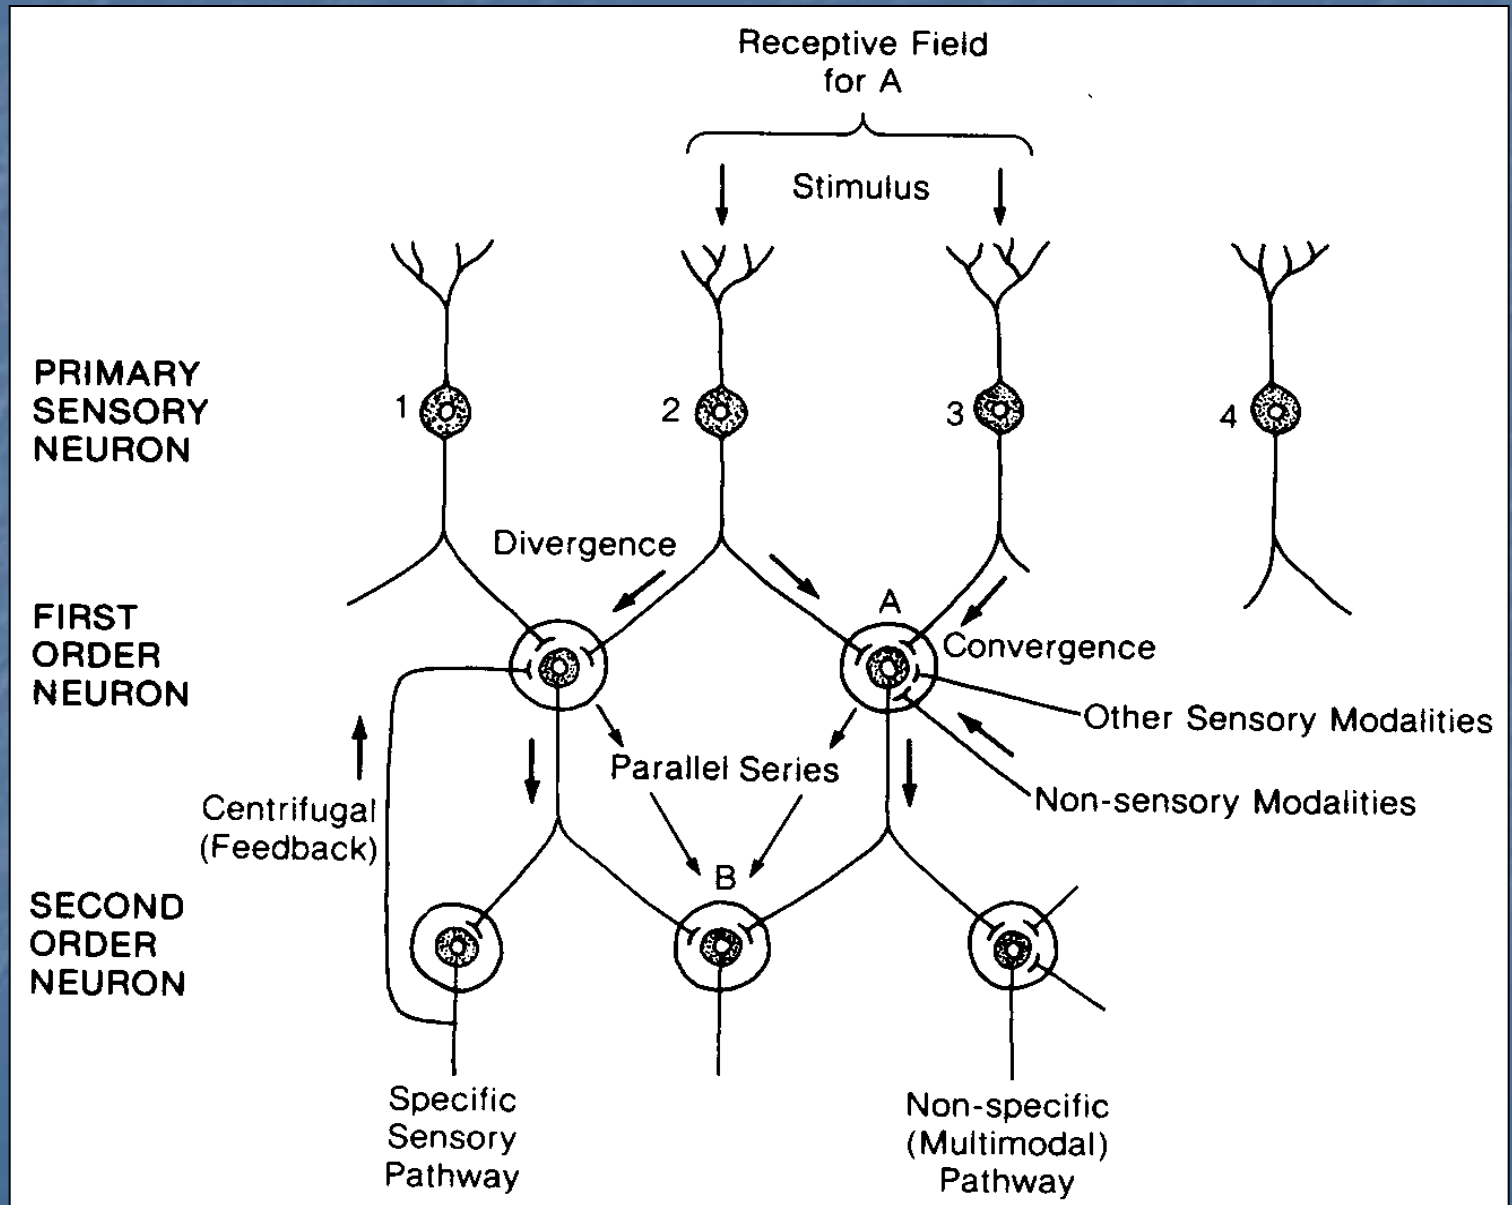 Receptive Field
for A
Stimulus
PRIMARY
SENSORY
NEURON
1
2
3
4
Divergence
FIRST
ORDER
NEURON
A
Convergence
Other Sensory Modalities
Parallel Series
Non-sensory Modalities
Centrifugal
(Feedback)
B
SECOND
ORDER
NEURON
Specific
Sensory
Pathway
Non-specific
(Multimodal)
Pathway